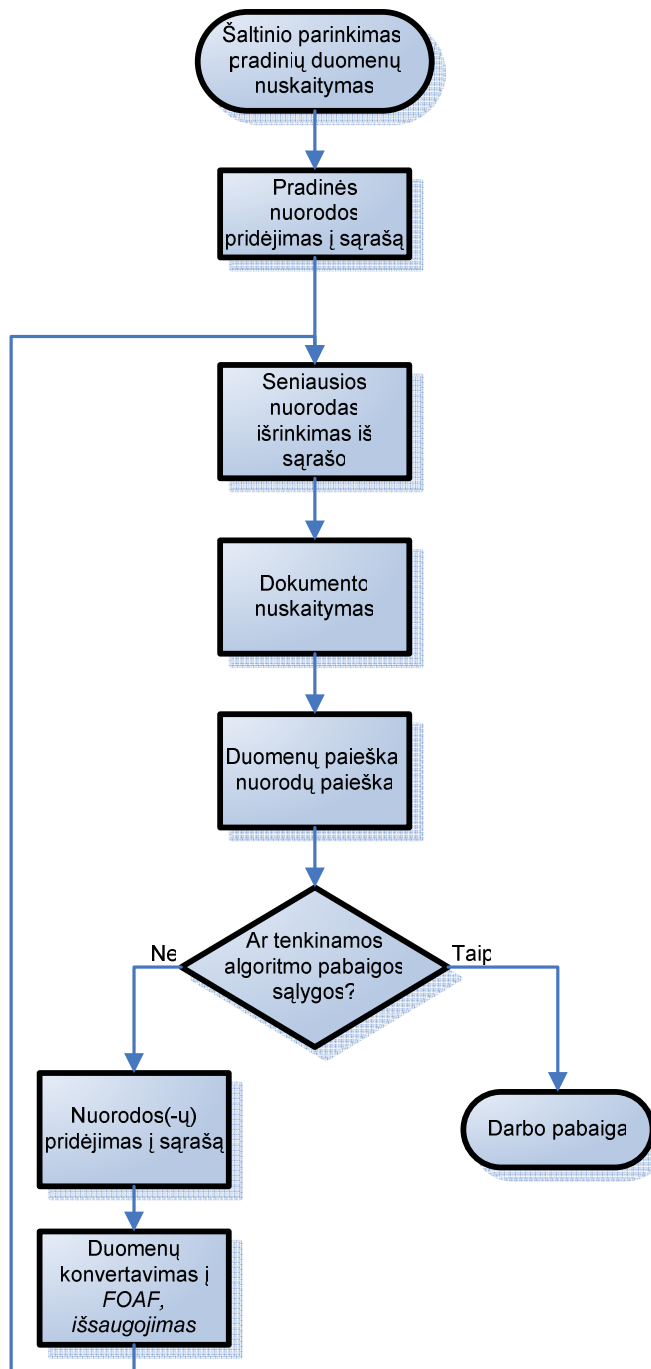 Šaltinio parinkimas
pradinių duomenų
nuskaitymas
Pradinės
nuorodos
pridėjimas į sąrašą
Seniausios
nuorodas
išrinkimas iš
sąrašo
Dokumento
nuskaitymas
Duomenų paieška
nuorodų paieška
Ar tenkinamos
algoritmo pabaigos
sąlygos?
Ne
Taip
Nuorodos(-ų)
pridėjimas į sąrašą
Darbo pabaiga
Duomenų
konvertavimas į
FOAF,
išsaugojimas